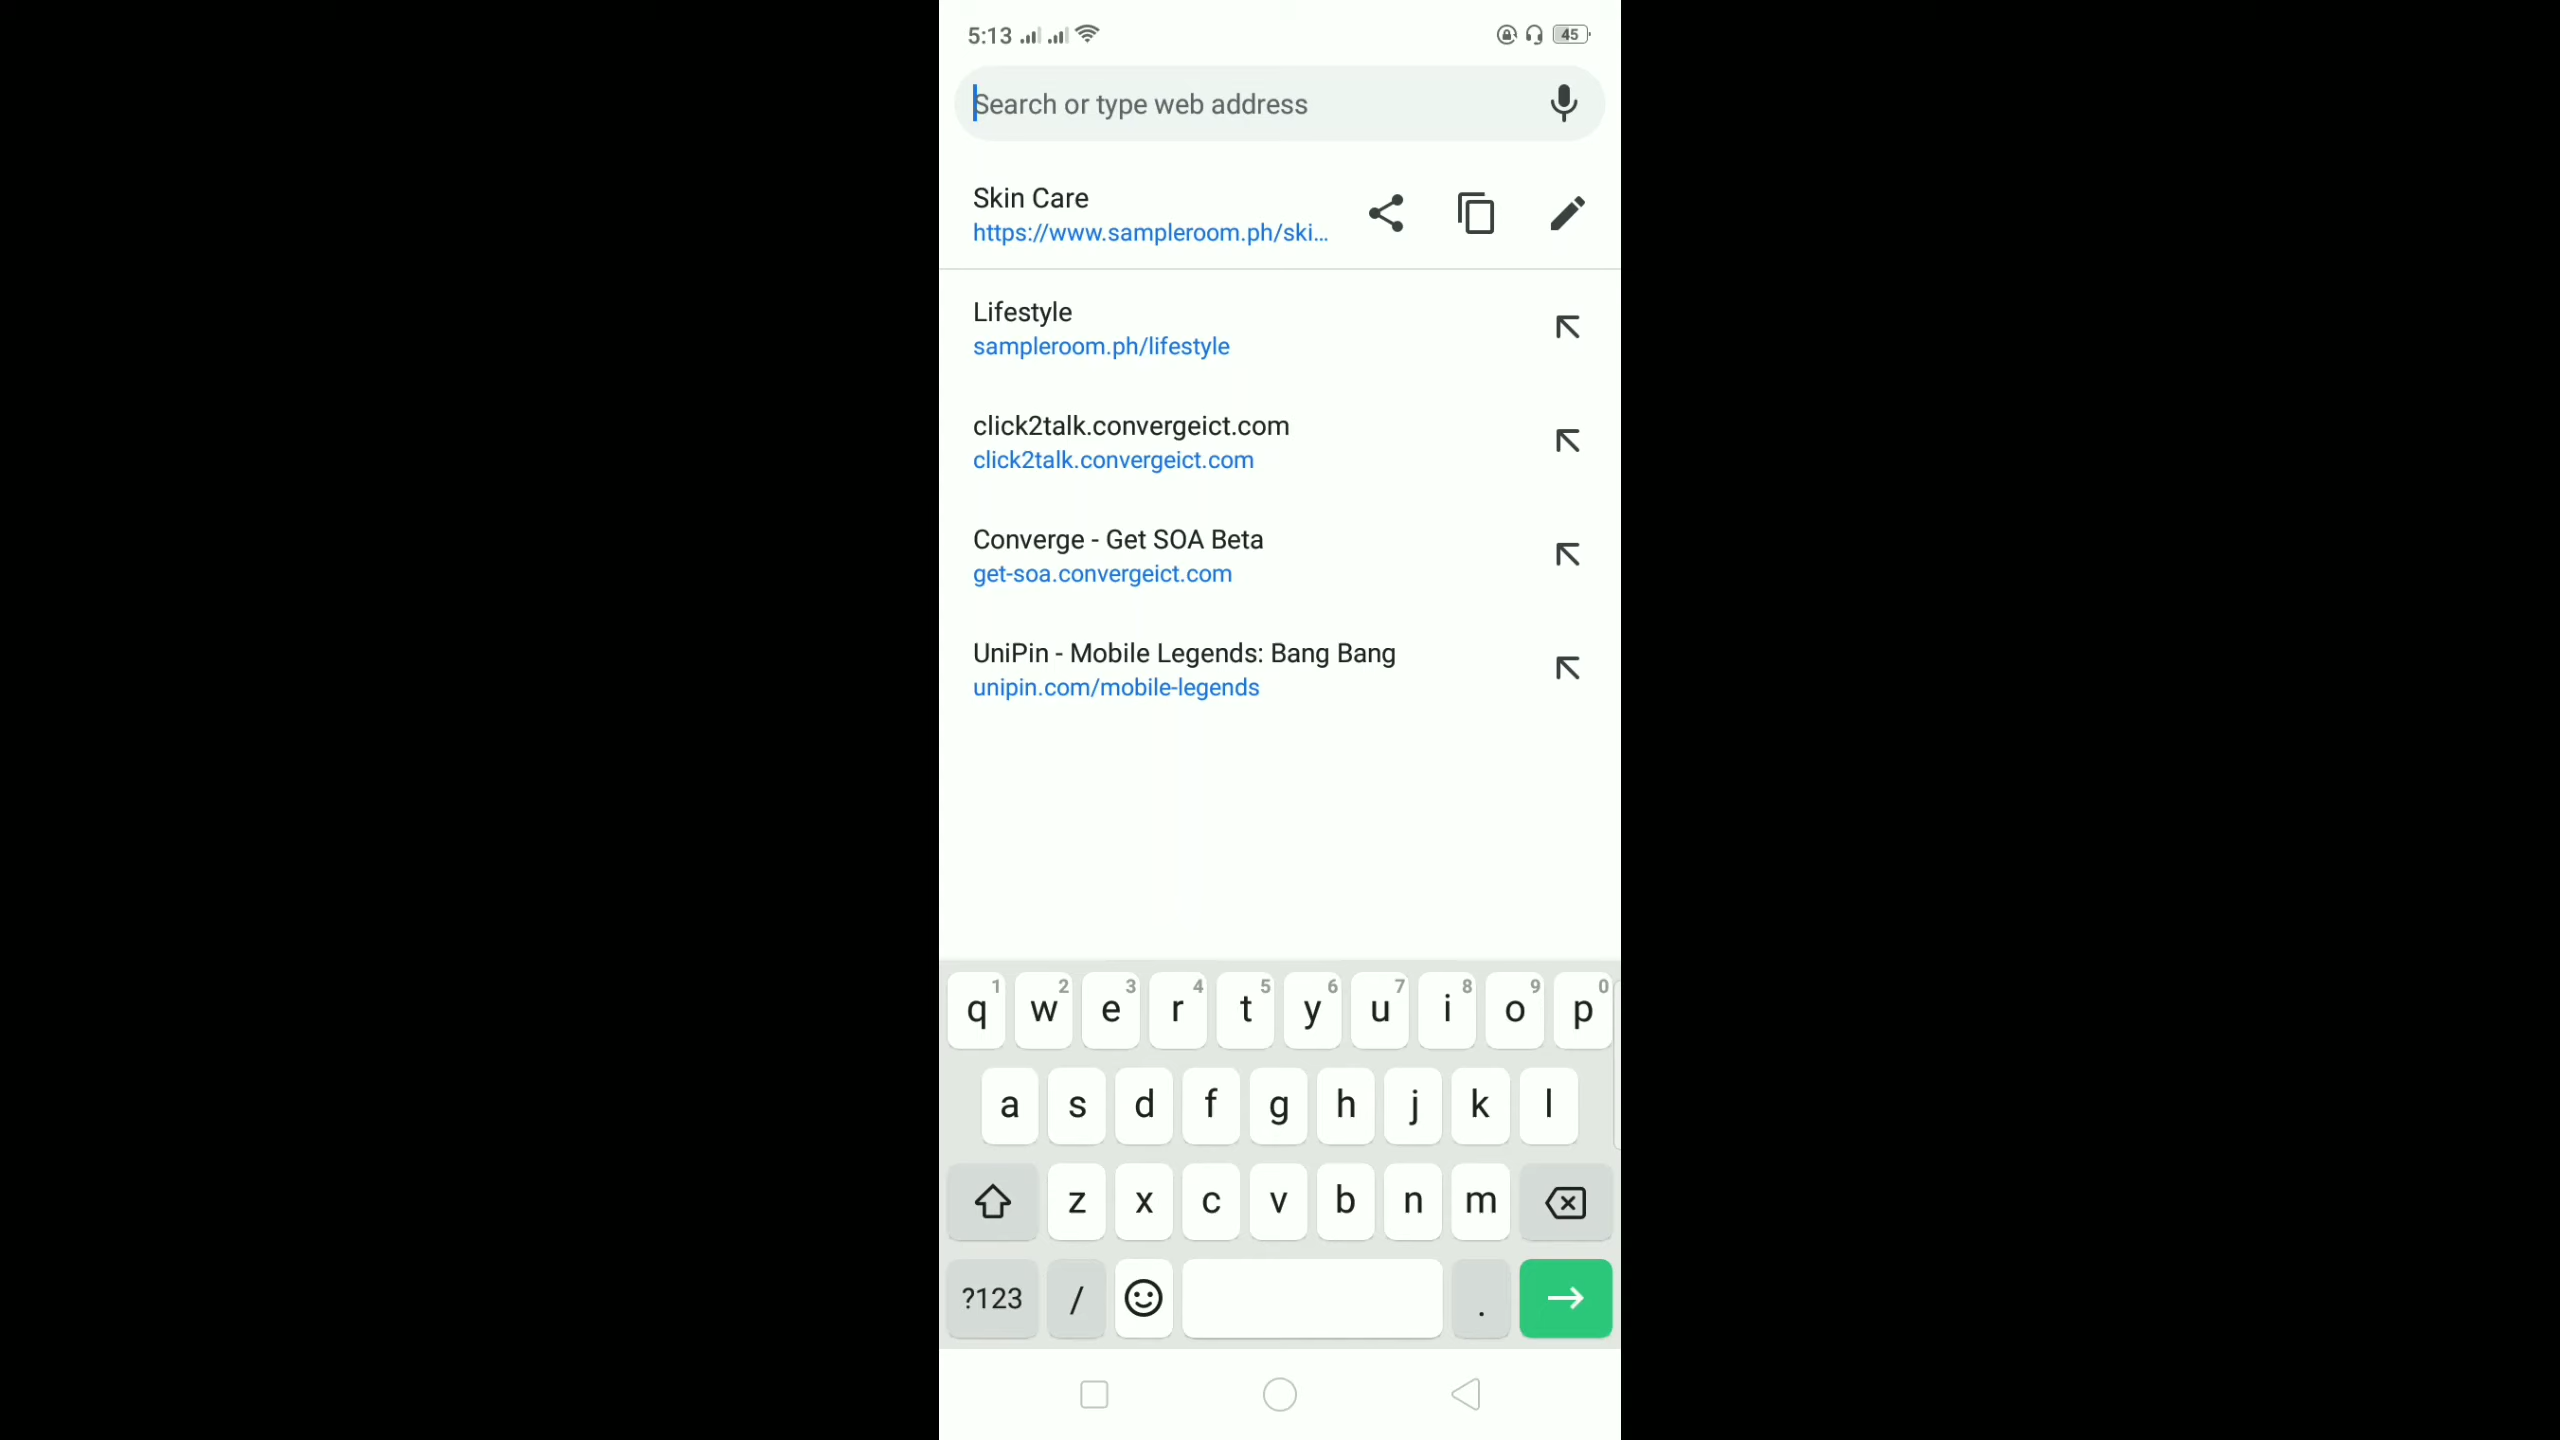 5:13
45
Search or type web address
Skin Care
https://www.sampleroom.ph/ski...
Lifestyle
sampleroom.ph/lifestyle
click2talk.convergeict.com
click2talk.convergeict.com
Converge - Get SOA Beta
get-soa.convergeict.com
UniPin - Mobile Legends: Bang Bang
unipin.com/mobile-legends
1 2 3 4 5 6 7 8 9 0
q w e r t y u i o p
a s d f g h j k l
z x c v b n m
?123 / .